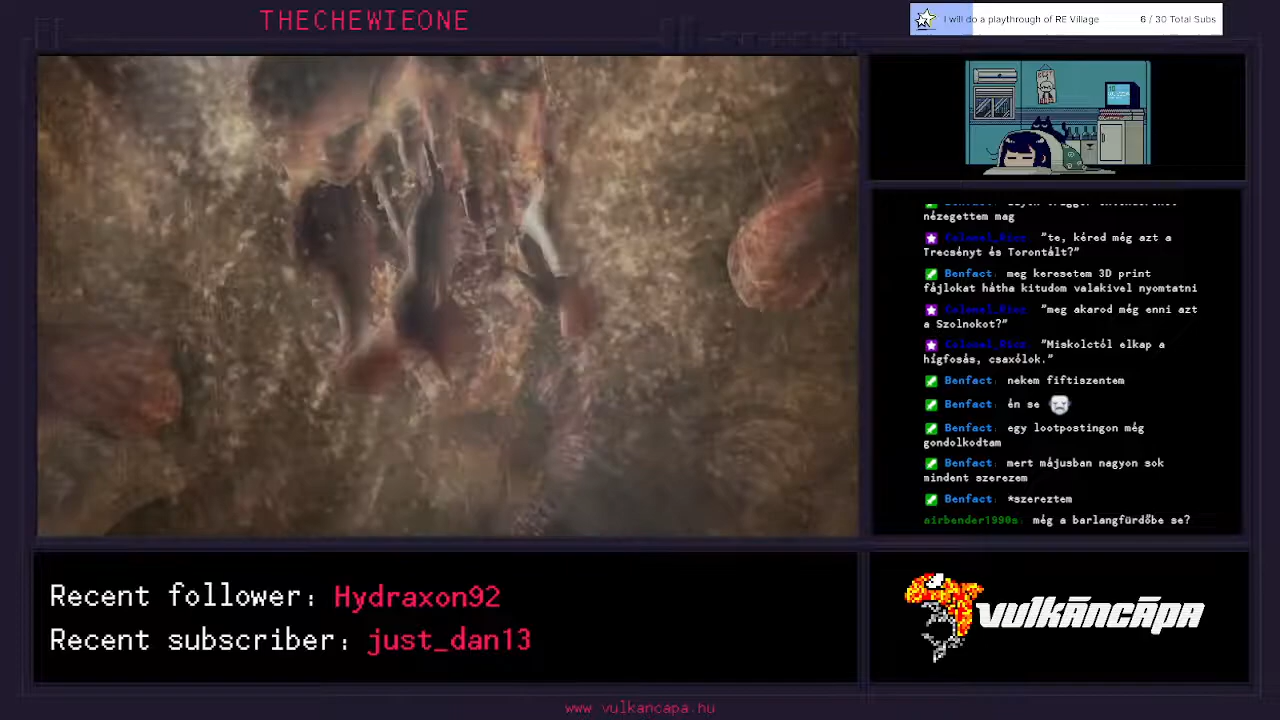 THECHEWIEONE
I will do a playthrough of RE Village 6 / 30 Total Subs
nézegettem mag
"te, kéred még azt a
Trecsényt és Torontált?"
Benfact: meg keresetem 3D print
fájlokat hátha kitudom valakivel nyomtatni
"meg akarod még enni azt
a Szolnokot?"
"Miskolctól elkap a
hígfosás, csaxólok."
Benfact: nekem fiftiszentem
Benfact: én se
Benfact: egy lootpostingon még
gondolkodtam
Benfact: mert májusban nagyon sok
mindent szerezem
Benfact: *szereztem
airbender1990s: még a barlangfürdőbe se?
Recent follower: Hydraxon92
Recent subscriber: just_dan13
vulkáncápa
www vulkancapa.hu